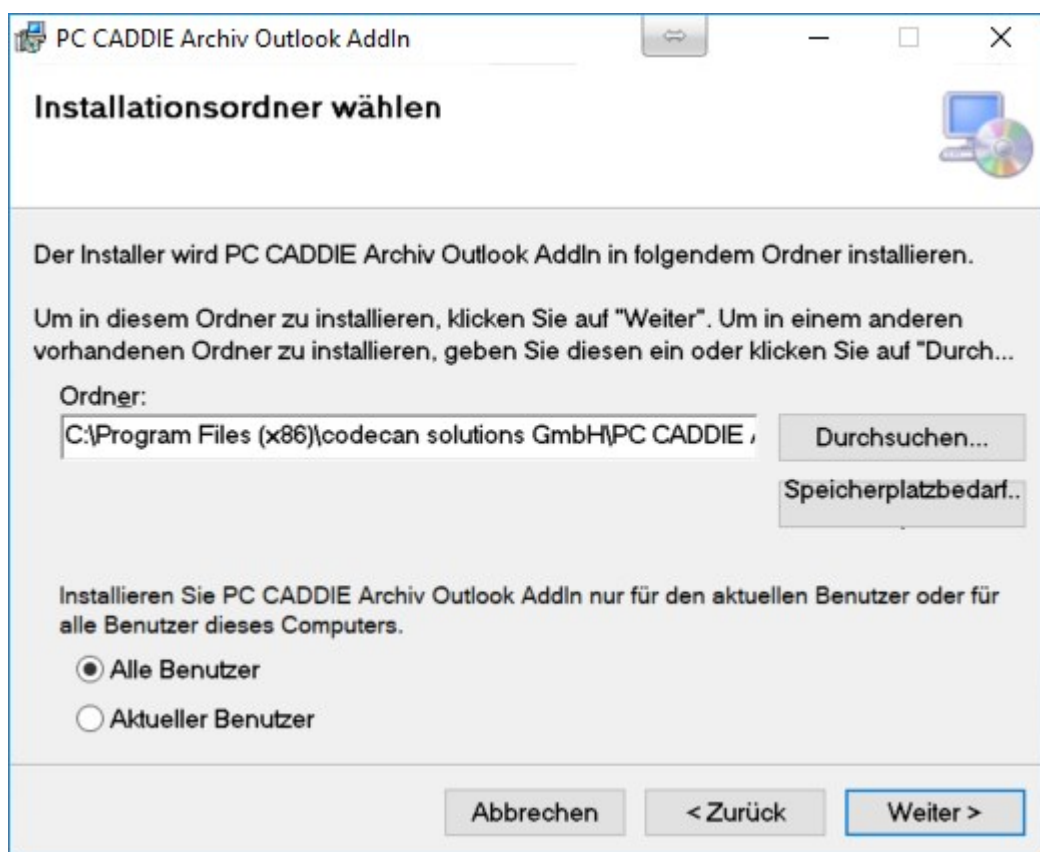 PC CADDIE Archiv Outlook AddIn
Installationsordner wählen
Der Installer wird PC CADDIE Archiv Outlook AddIn in folgendem Ordner installieren.
Um in diesem Ordner zu installieren, klicken Sie auf "Weiter". Um in einem anderen
vorhandenen Ordner zu installieren, geben Sie diesen ein oder klicken Sie auf "Durch...
Ordner:
C:\Program Files (x86)\codecan solutions GmbH\PC CADDIE
Durchsuchen...
Speicherplatzbedarf...
Installieren Sie PC CADDIE Archiv Outlook AddIn nur für den aktuellen Benutzer oder für
alle Benutzer dieses Computers.
Alle Benutzer
Aktueller Benutzer
Abbrechen
< Zurück
Weiter >